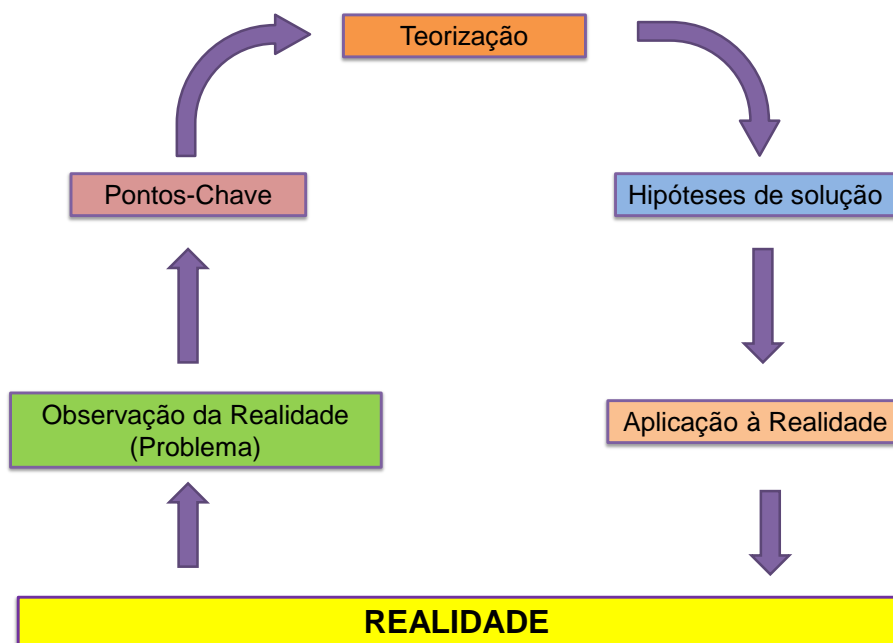 Teorização
Pontos-Chave
Hipóteses de solução
Observação da Realidade
(Problema)
Aplicação à Realidade
REALIDADE